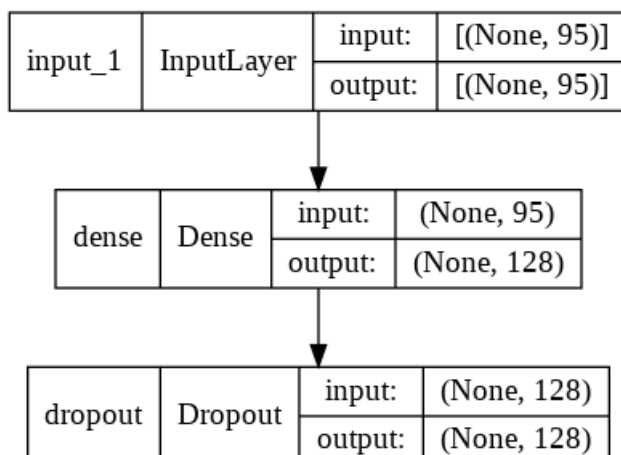 input_1 InputLayer input: [(None, 95)]
output: [(None, 95)]
dense Dense input: (None, 95)
output: (None, 128)
dropout Dropout input: (None, 128)
output: (None, 128)